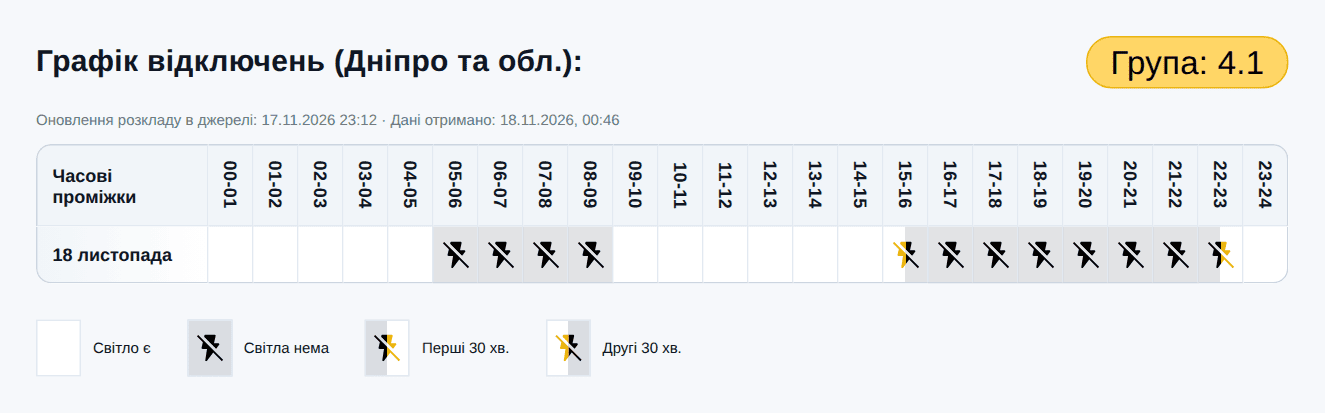 Графік відключень (Дніпро та обл.):
Група: 4.1
Оновлення розкладу в джерелі: 17.11.2026 23:12 · Дані отримано: 18.11.2026, 00:46
Часові
проміжки
00-01
01-02
02-03
03-04
04-05
05-06
06-07
07-08
08-09
09-10
10-11
11-12
12-13
13-14
14-15
15-16
16-17
17-18
18-19
19-20
20-21
21-22
22-23
23-24
18 листопада
Світло є
Світла нема
Перші 30 хв.
Другі 30 хв.